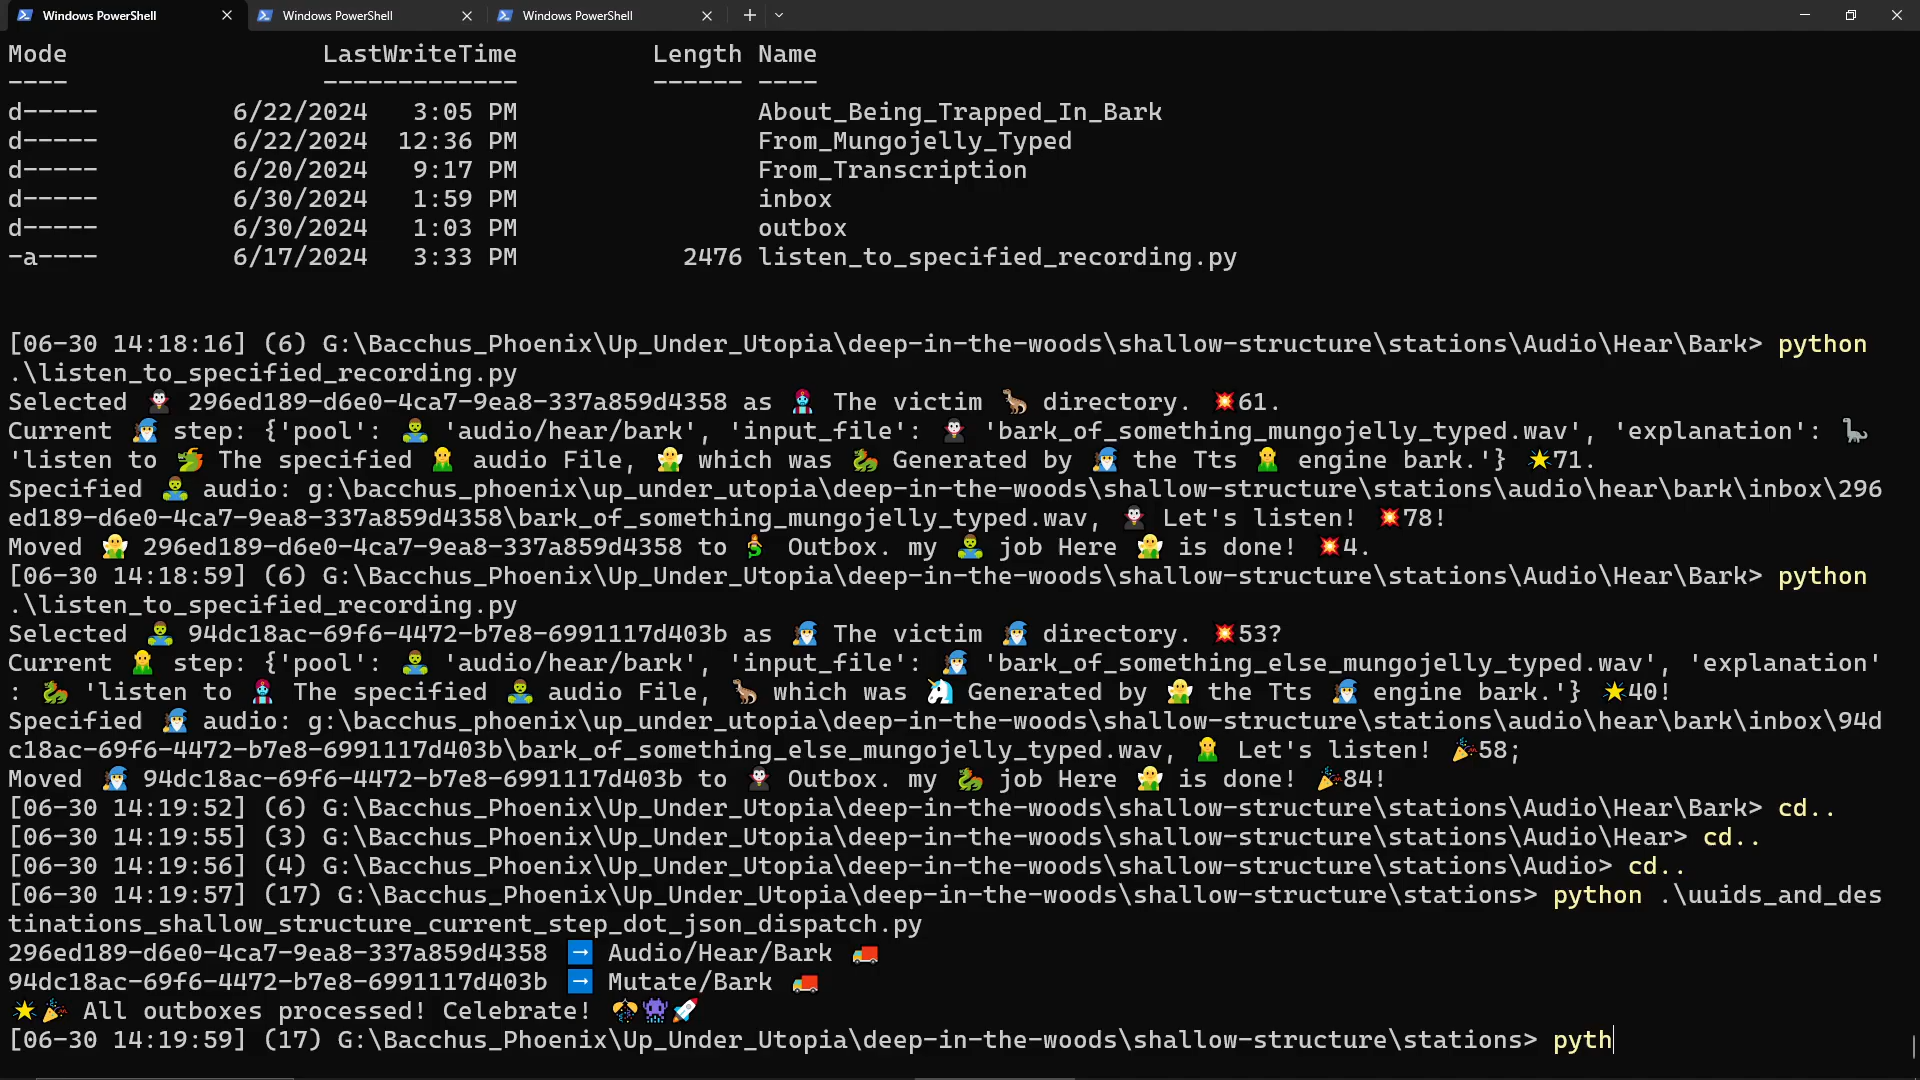 Windows PowerShell
Windows PowerShell
Windows PowerShell
Mode LastWriteTime Length Name
---- ------------- ------ ----
d----- 6/22/2024 3:05 PM About_Being_Trapped_In_Bark
d----- 6/22/2024 12:36 PM From_Mungojelly_Typed
d----- 6/20/2024 9:17 PM From_Transcription
d----- 6/30/2024 1:59 PM inbox
d----- 6/30/2024 1:03 PM outbox
-a---- 6/17/2024 3:33 PM 2476 listen_to_specified_recording.py
[06-30 14:18:16] (6) G:\Bacchus_Phoenix\Up_Under_Utopia\deep-in-the-woods\shallow-structure\stations\Audio\Hear\Bark> python
.\listen_to_specified_recording.py
Selected 🧛 296ed189-d6e0-4ca7-9ea8-337a859d4358 as 🧞 The victim 🦖 directory. 💥61.
Current 🧙 step: {'pool': 🧟 'audio/hear/bark', 'input_file': 🧛 'bark_of_something_mungojelly_typed.wav', 'explanation': 🦕
'listen to 🐲 The specified 🧝 audio File, 🧚 which was 🐉 Generated by 🧙 the Tts 🧝 engine bark.'} 🌟71.
Specified 🧟 audio: g:\bacchus_phoenix\up_under_utopia\deep-in-the-woods\shallow-structure\stations\audio\hear\bark\inbox\296
ed189-d6e0-4ca7-9ea8-337a859d4358\bark_of_something_mungojelly_typed.wav, 🧛 Let's listen! 💥78!
Moved 🧚 296ed189-d6e0-4ca7-9ea8-337a859d4358 to 🧜 Outbox. my 🧟 job Here 🧚 is done! 💥4.
[06-30 14:18:59] (6) G:\Bacchus_Phoenix\Up_Under_Utopia\deep-in-the-woods\shallow-structure\stations\Audio\Hear\Bark> python
.\listen_to_specified_recording.py
Selected 🧟 94dc18ac-69f6-4472-b7e8-6991117d403b as 🧙 The victim 🧙 directory. 💥53?
Current 🧝 step: {'pool': 🧟 'audio/hear/bark', 'input_file': 🧙 'bark_of_something_else_mungojelly_typed.wav', 'explanation'
: 🐉 'listen to 🧞 The specified 🧟 audio File, 🦖 which was 🦄 Generated by 🧚 the Tts 🧙 engine bark.'} 🌟40!
Specified 🧙 audio: g:\bacchus_phoenix\up_under_utopia\deep-in-the-woods\shallow-structure\stations\audio\hear\bark\inbox\94d
c18ac-69f6-4472-b7e8-6991117d403b\bark_of_something_else_mungojelly_typed.wav, 🧝 Let's listen! 🎉58;
Moved 🧙 94dc18ac-69f6-4472-b7e8-6991117d403b to 🧛 Outbox. my 🐉 job Here 🧚 is done! 🎉84!
[06-30 14:19:52] (6) G:\Bacchus_Phoenix\Up_Under_Utopia\deep-in-the-woods\shallow-structure\stations\Audio\Hear\Bark> cd..
[06-30 14:19:55] (3) G:\Bacchus_Phoenix\Up_Under_Utopia\deep-in-the-woods\shallow-structure\stations\Audio\Hear> cd..
[06-30 14:19:56] (4) G:\Bacchus_Phoenix\Up_Under_Utopia\deep-in-the-woods\shallow-structure\stations\Audio> cd..
[06-30 14:19:57] (17) G:\Bacchus_Phoenix\Up_Under_Utopia\deep-in-the-woods\shallow-structure\stations> python .\uuids_and_des
tinations_shallow_structure_current_step_dot_json_dispatch.py
296ed189-d6e0-4ca7-9ea8-337a859d4358 ➡️ Audio/Hear/Bark 🚚
94dc18ac-69f6-4472-b7e8-6991117d403b ➡️ Mutate/Bark 🚚
🌟🎉 All outboxes processed! Celebrate! 🎊👾🚀
[06-30 14:19:59] (17) G:\Bacchus_Phoenix\Up_Under_Utopia\deep-in-the-woods\shallow-structure\stations> pyth